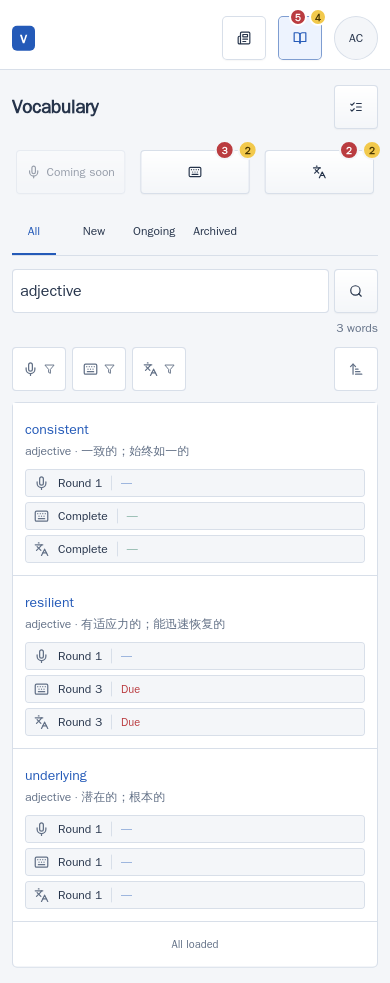 V
5
4
AC
Vocabulary
Coming soon
3
2
2
2
All
New
Ongoing
Archived
adjective
3 words
consistent
adjective · 一致的；始终如一的
Round 1 —
Complete —
Complete —
resilient
adjective · 有适应力的；能迅速恢复的
Round 1 —
Round 3 Due
Round 3 Due
underlying
adjective · 潜在的；根本的
Round 1 —
Round 1 —
Round 1 —
All loaded